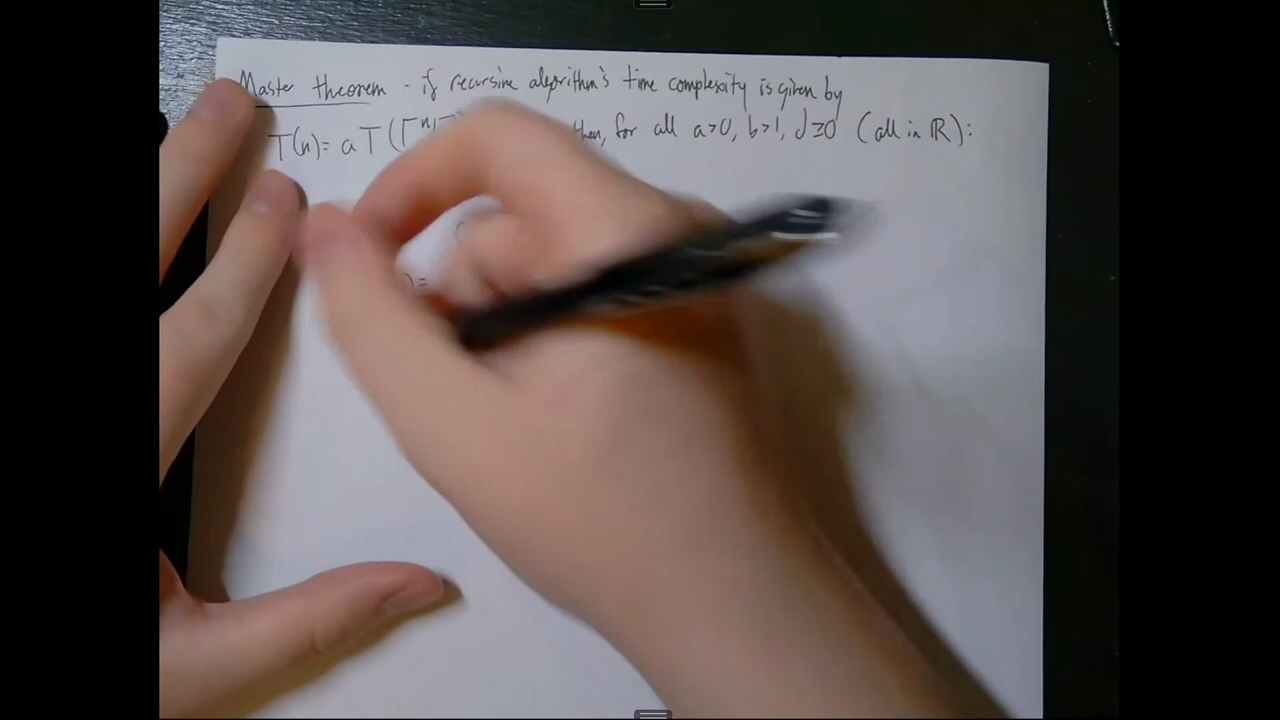 Master theorem - if recursive algorithm's time complexity is given by
T(n)= a T(⌈n/ then, for all a>0, b>1, d≥0 (all in ℝ):
) =